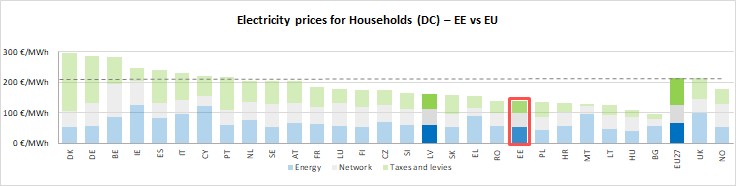 Electricity prices for Households (DC) – EE vs EU
300 €/MWh
200 €/MWh
100 €/MWh
0 €/MWh
DK DE BE IE ES IT CY PT NL SE AT FR LU FI CZ SI LV SK EL RO EE PL HR MT LT HU BG EU27 UK NO
Energy Network Taxes and levies